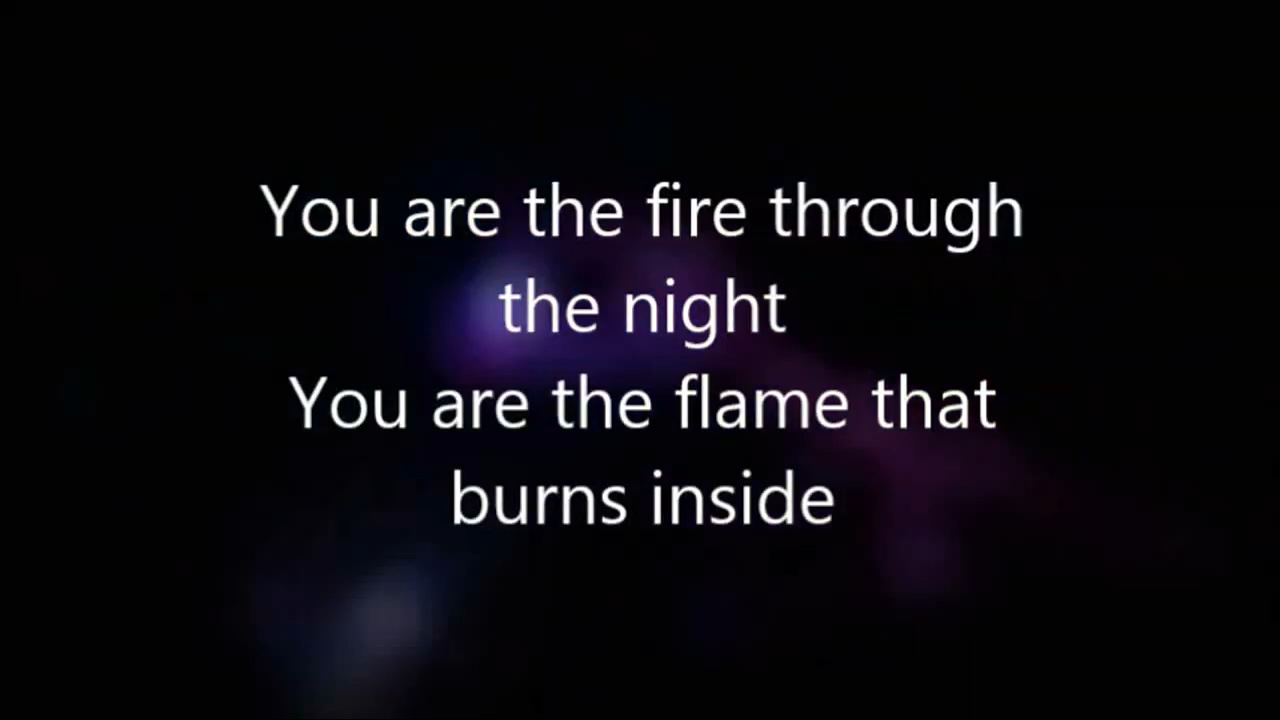 You are the fire through
the night
You are the flame that
burns inside